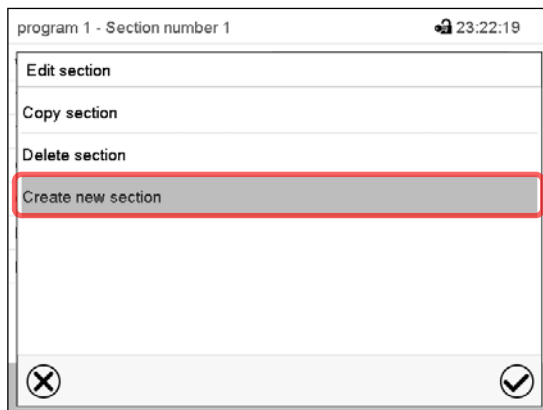 program 1 - Section number 1 23:22:19
Edit section
Copy section
Delete section
Create new section